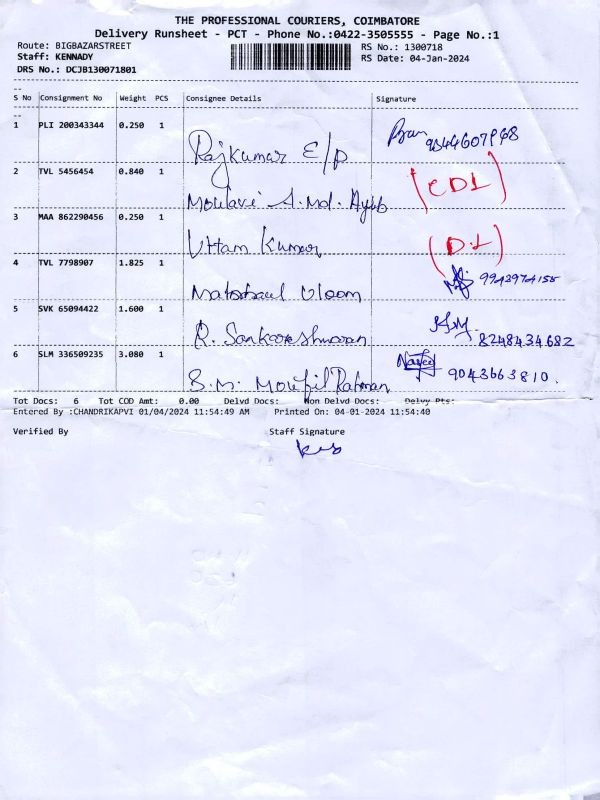 THE PROFESSIONAL COURIERS, COIMBATORE
Delivery Runsheet - PCT - Phone No.:0422-3505555 - Page No.:1
Route: BIGBAZARSTREET RS No.: 1300718
Staff: KENNADY RS Date: 04-Jan-2024
DRS No.: DCJB130071801
S No Consignment No Weight PCS Consignee Details Signature
1 PLI 200343344 0.250 1
Rajkumar E/p
2 TVL 5456454 0.840 1 (CDL)
Moulavi A. Md. Ayub
3 MAA 862290456 0.250 1
Uttam Kumar (D.L)
4 TVL 7798907 1.825 1 9943974155
Uloom
5 SVK 65094422 1.600 1
R. 8248434682
6 SLM 336509235 3.080 1 9043663810.
S.M. Rahman
Tot Docs: 6 Tot COD Amt: 0.00 Delvd Docs: Non Delvd Docs: Delvy Pts:
Entered By :CHANDRIKAPVI 01/04/2024 11:54:49 AM Printed On: 04-01-2024 11:54:40
Verified By Staff Signature